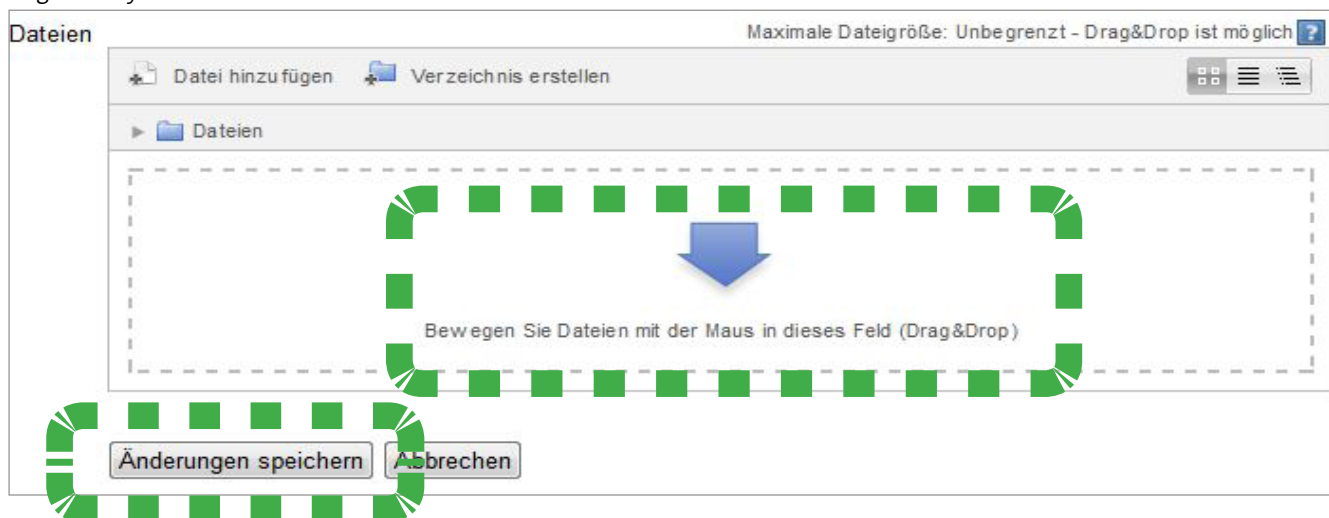 Dateien
Maximale Dateigröße: Unbegrenzt - Drag&Drop ist möglich ?
Datei hinzufügen Verzeichnis erstellen
Dateien
Bewegen Sie Dateien mit der Maus in dieses Feld (Drag&Drop)
Änderungen speichern Abbrechen